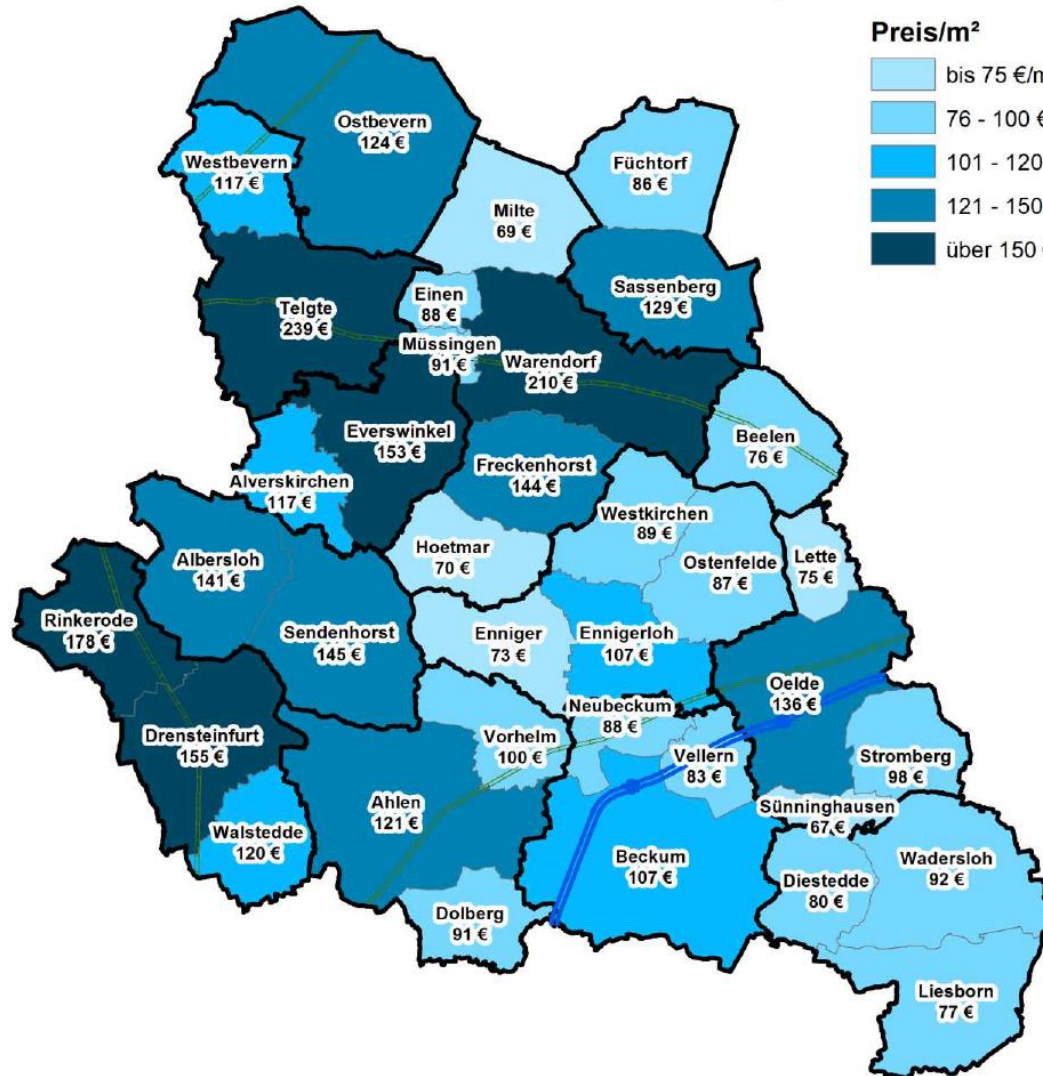 Preis/m²
bis 75 €/m
76 - 100 €
101 - 120
121 - 150
über 150
Ostbevern
124 €
Westbevern
117 €
Füchtorf
86 €
Milte
69 €
Sassenberg
129 €
Einen
88 €
Telgte
239 €
Müssingen
91 €
Warendorf
210 €
Everswinkel
153 €
Beelen
76 €
Freckenhorst
144 €
Alverskirchen
117 €
Westkirchen
89 €
Hoetmar
70 €
Ostenfelde
87 €
Lette
75 €
Albersloh
141 €
Rinkerode
178 €
Sendenhorst
145 €
Enniger
73 €
Ennigerloh
107 €
Oelde
136 €
Neubeckum
88 €
Drensteinfurt
155 €
Vorhelm
100 €
Vellern
83 €
Stromberg
98 €
Ahlen
121 €
Sünninghausen
67 €
Walstedde
120 €
Beckum
107 €
Wadersloh
92 €
Diestedde
80 €
Dolberg
91 €
Liesborn
77 €